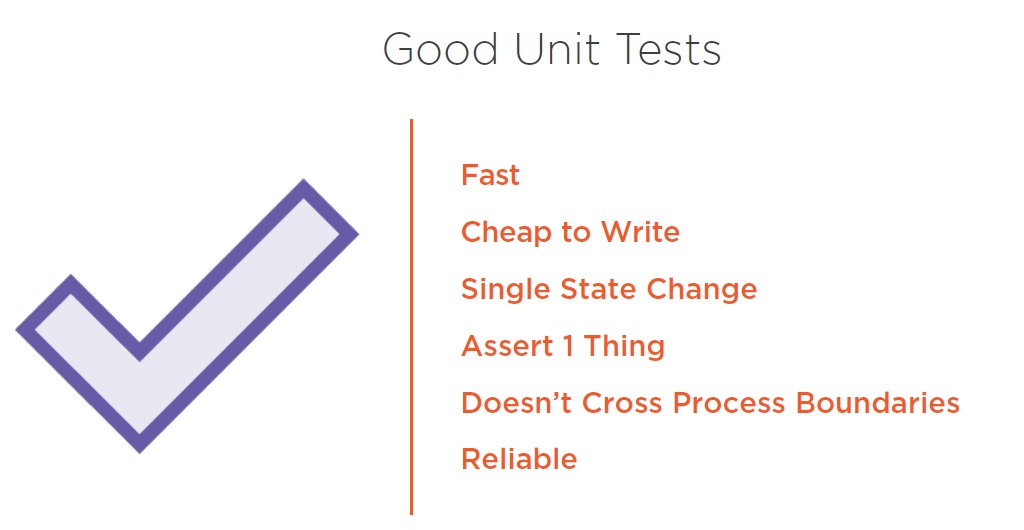 Good Unit Tests
Fast
Cheap to Write
Single State Change
Assert 1 Thing
Doesn’t Cross Process Boundaries
Reliable